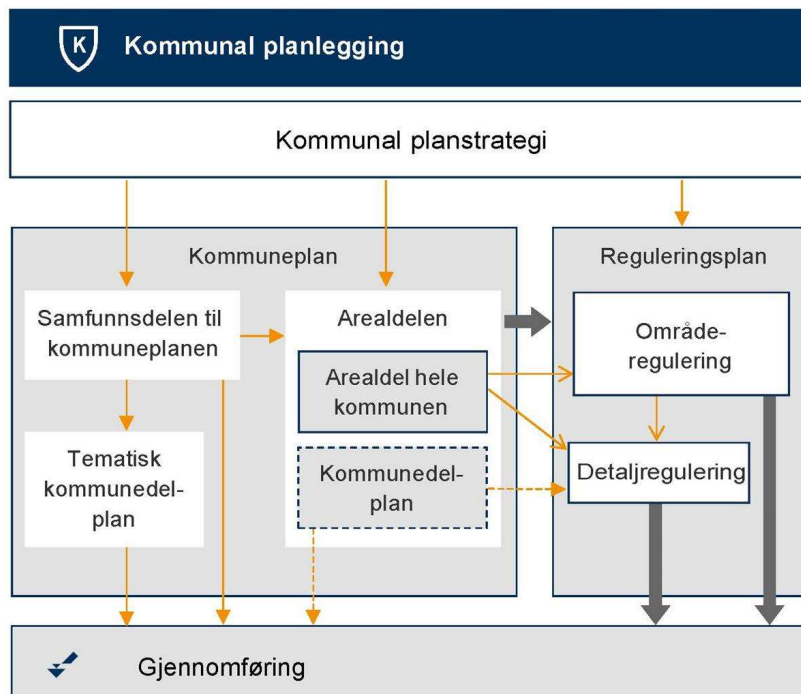 K
Kommunal planlegging
Kommunal planstrategi
Kommuneplan
Samfunnsdelen til
kommuneplanen
Tematisk
kommunedel-
plan
Arealdelen
Arealdel hele
kommunen
Kommunedel-
plan
Reguleringsplan
Område-
regulering
Detaljregulering
Gjennomføring